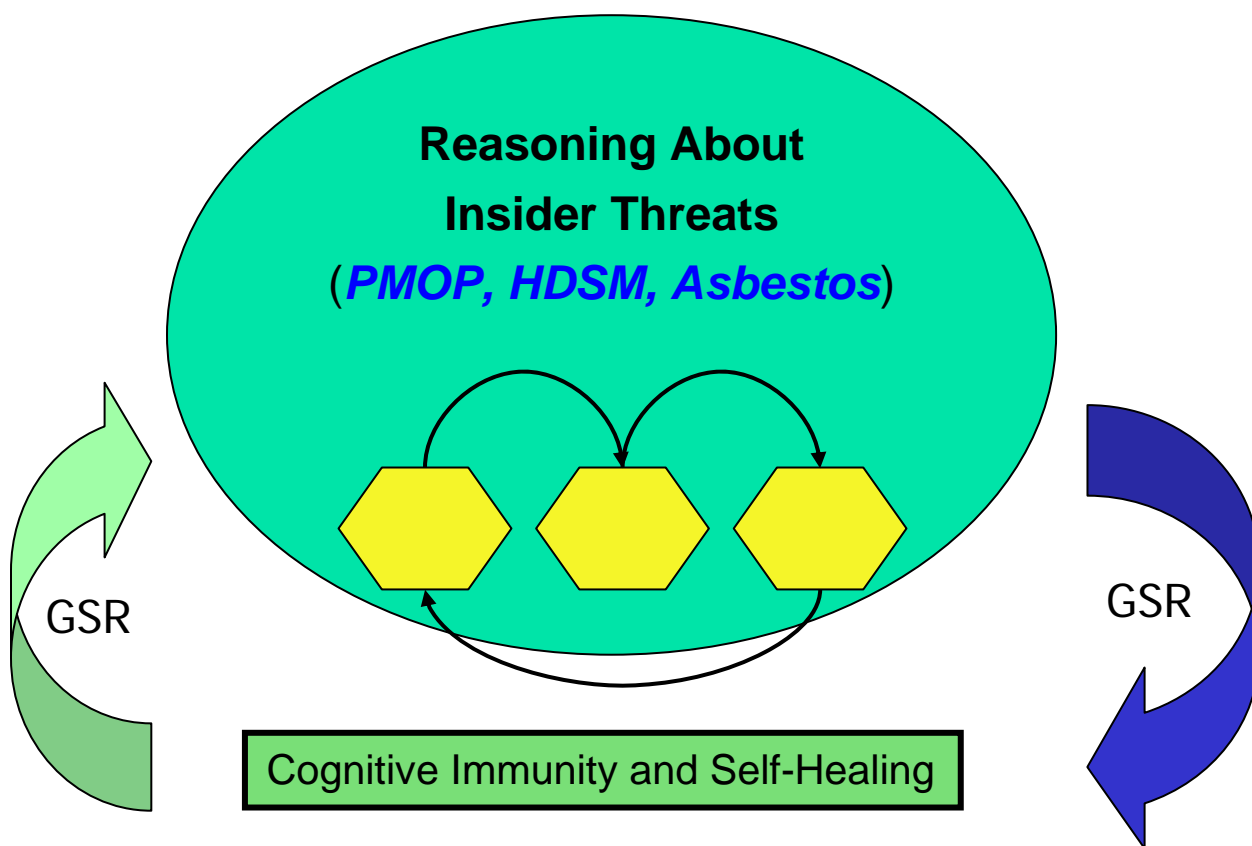 Reasoning About
Insider Threats
(PMOP, HDSM, Asbestos)
GSR
GSR
Cognitive Immunity and Self-Healing